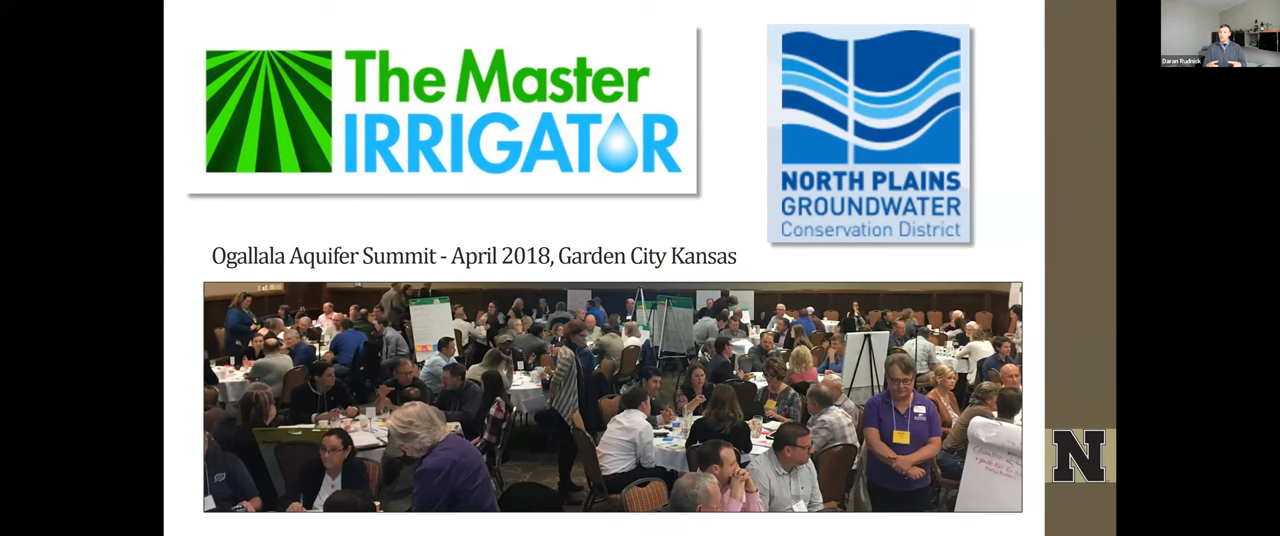 The Master
IRRIGATOR
NORTH PLAINS
GROUNDWATER
Conservation District
Daran Rudnick
Ogallala Aquifer Summit - April 2018, Garden City Kansas
N